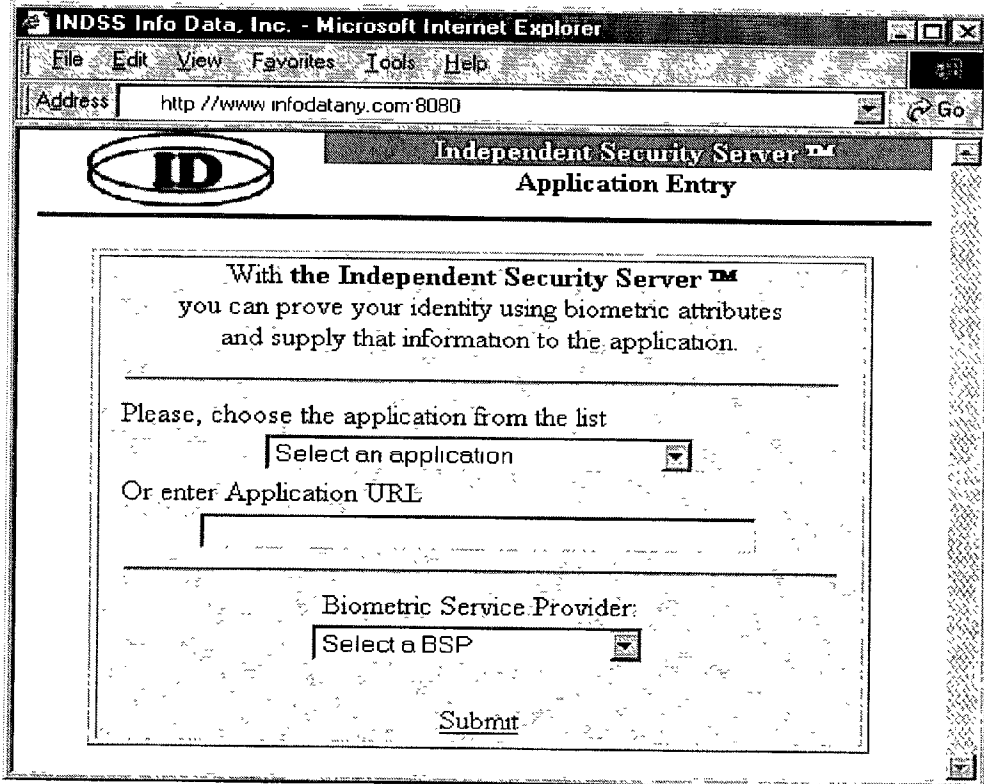 INDSS Info Data, Inc. - Microsoft Internet Explorer
File Edit View Favorites Tools Help
Address http //www infodatany.com:8080 Go
ID
Independent Security Server ™
Application Entry
With the Independent Security Server ™
you can prove your identity using biometric attributes
and supply that information to the application.
Please, choose the application from the list
Select an application
Or enter Application URL
Biometric Service Provider:
Select a BSP
Submit